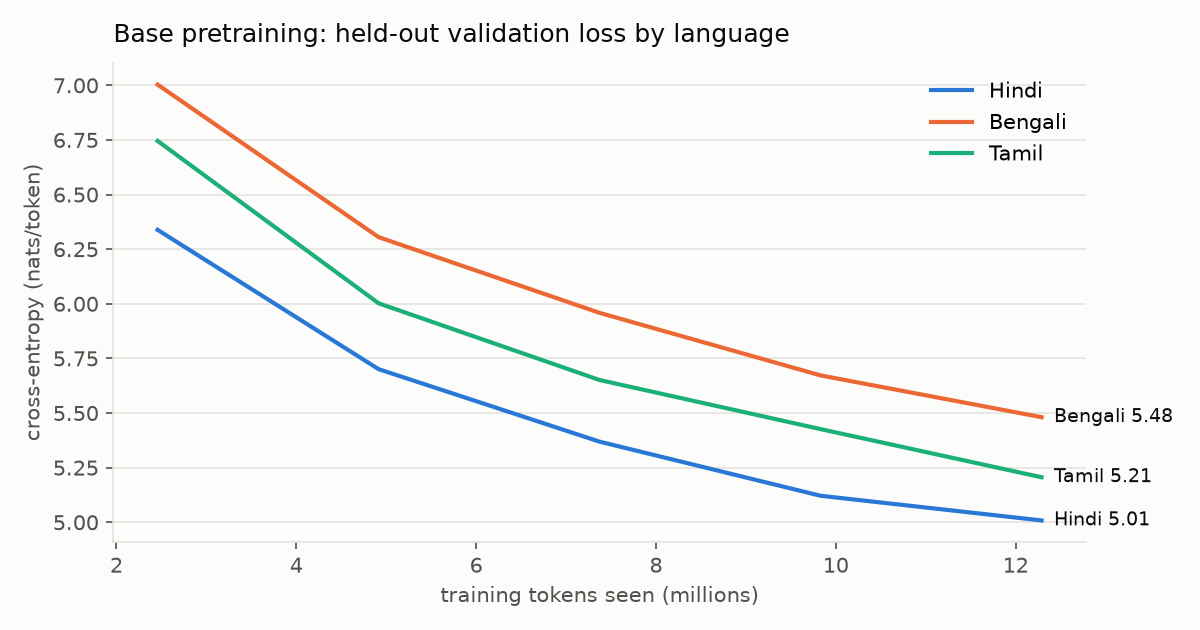 Base pretraining: held-out validation loss by language
cross-entropy (nats/token)
7.00
6.75
6.50
6.25
6.00
5.75
5.50
5.25
5.00
Hindi
Bengali
Tamil
Bengali 5.48
Tamil 5.21
Hindi 5.01
2 4 6 8 10 12
training tokens seen (millions)